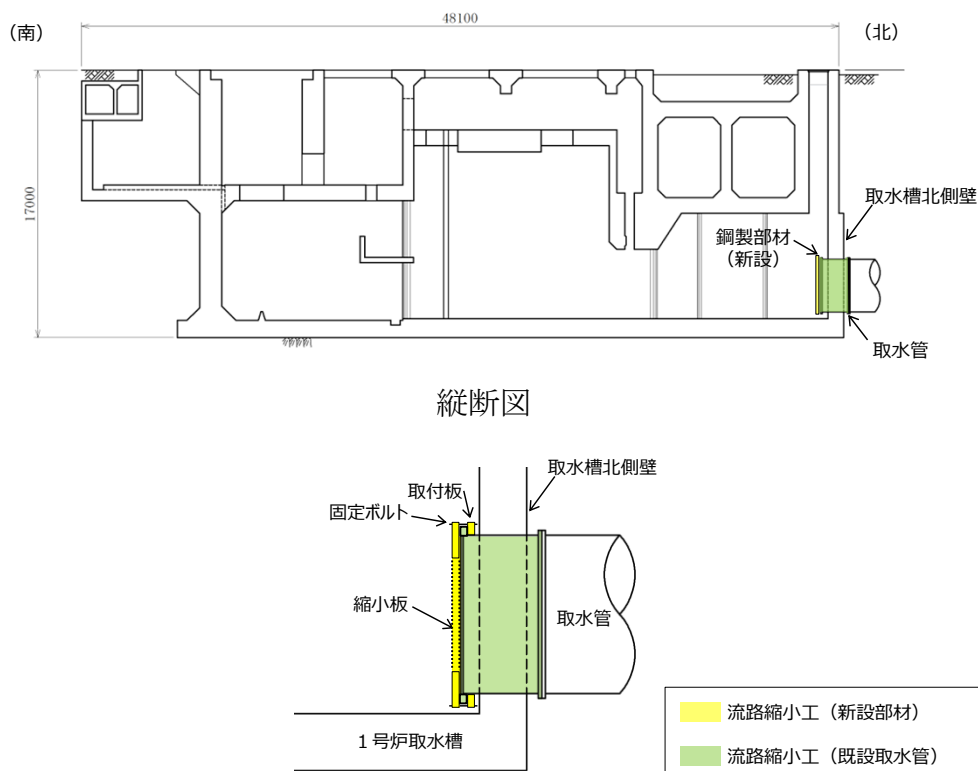 （南）
48100
（北）
17000
取水槽北側壁
鋼製部材
（新設）
取水管
縦断図
取水槽北側壁
取付板
固定ボルト
縮小板
取水管
１号炉取水槽
流路縮小工（新設部材）
流路縮小工（既設取水管）